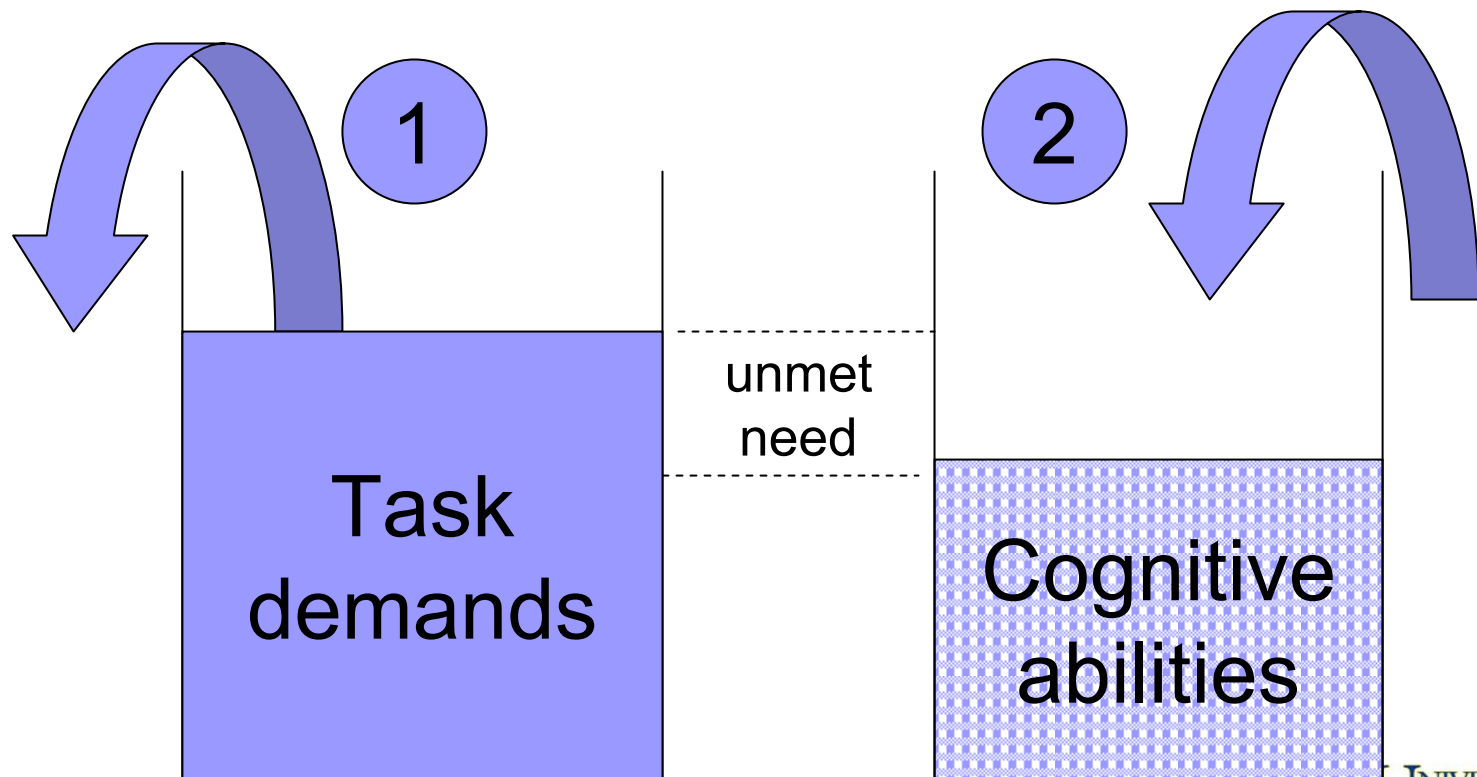 1
2
unmet
need
Task
demands
Cognitive
abilities